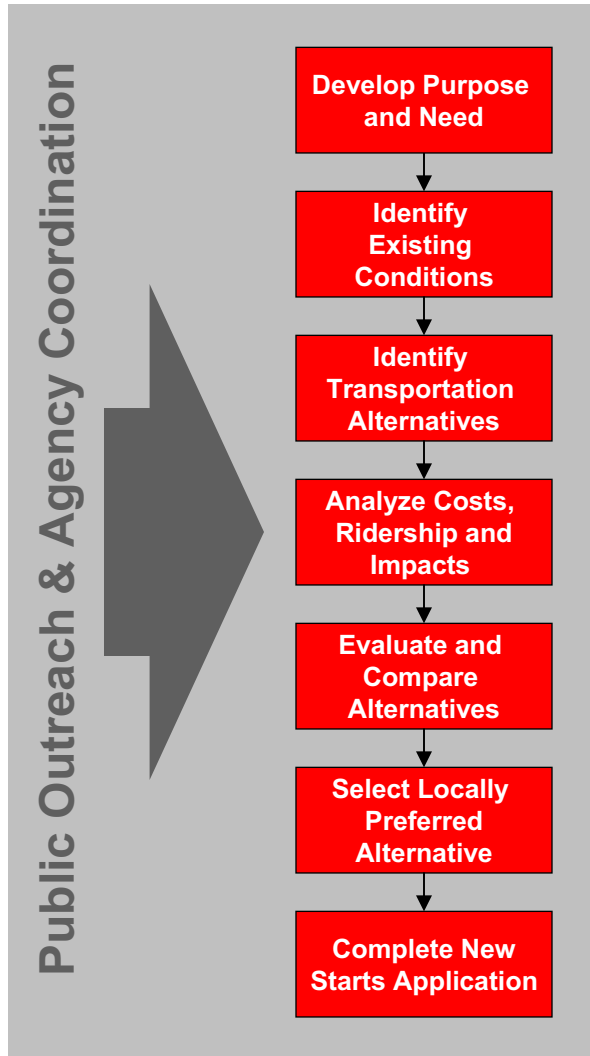 Public Outreach & Agency Coordination
Develop Purpose
and Need
Identify
Existing
Conditions
Identify
Transportation
Alternatives
Analyze Costs,
Ridership and
Impacts
Evaluate and
Compare
Alternatives
Select Locally
Preferred
Alternative
Complete New
Starts Application